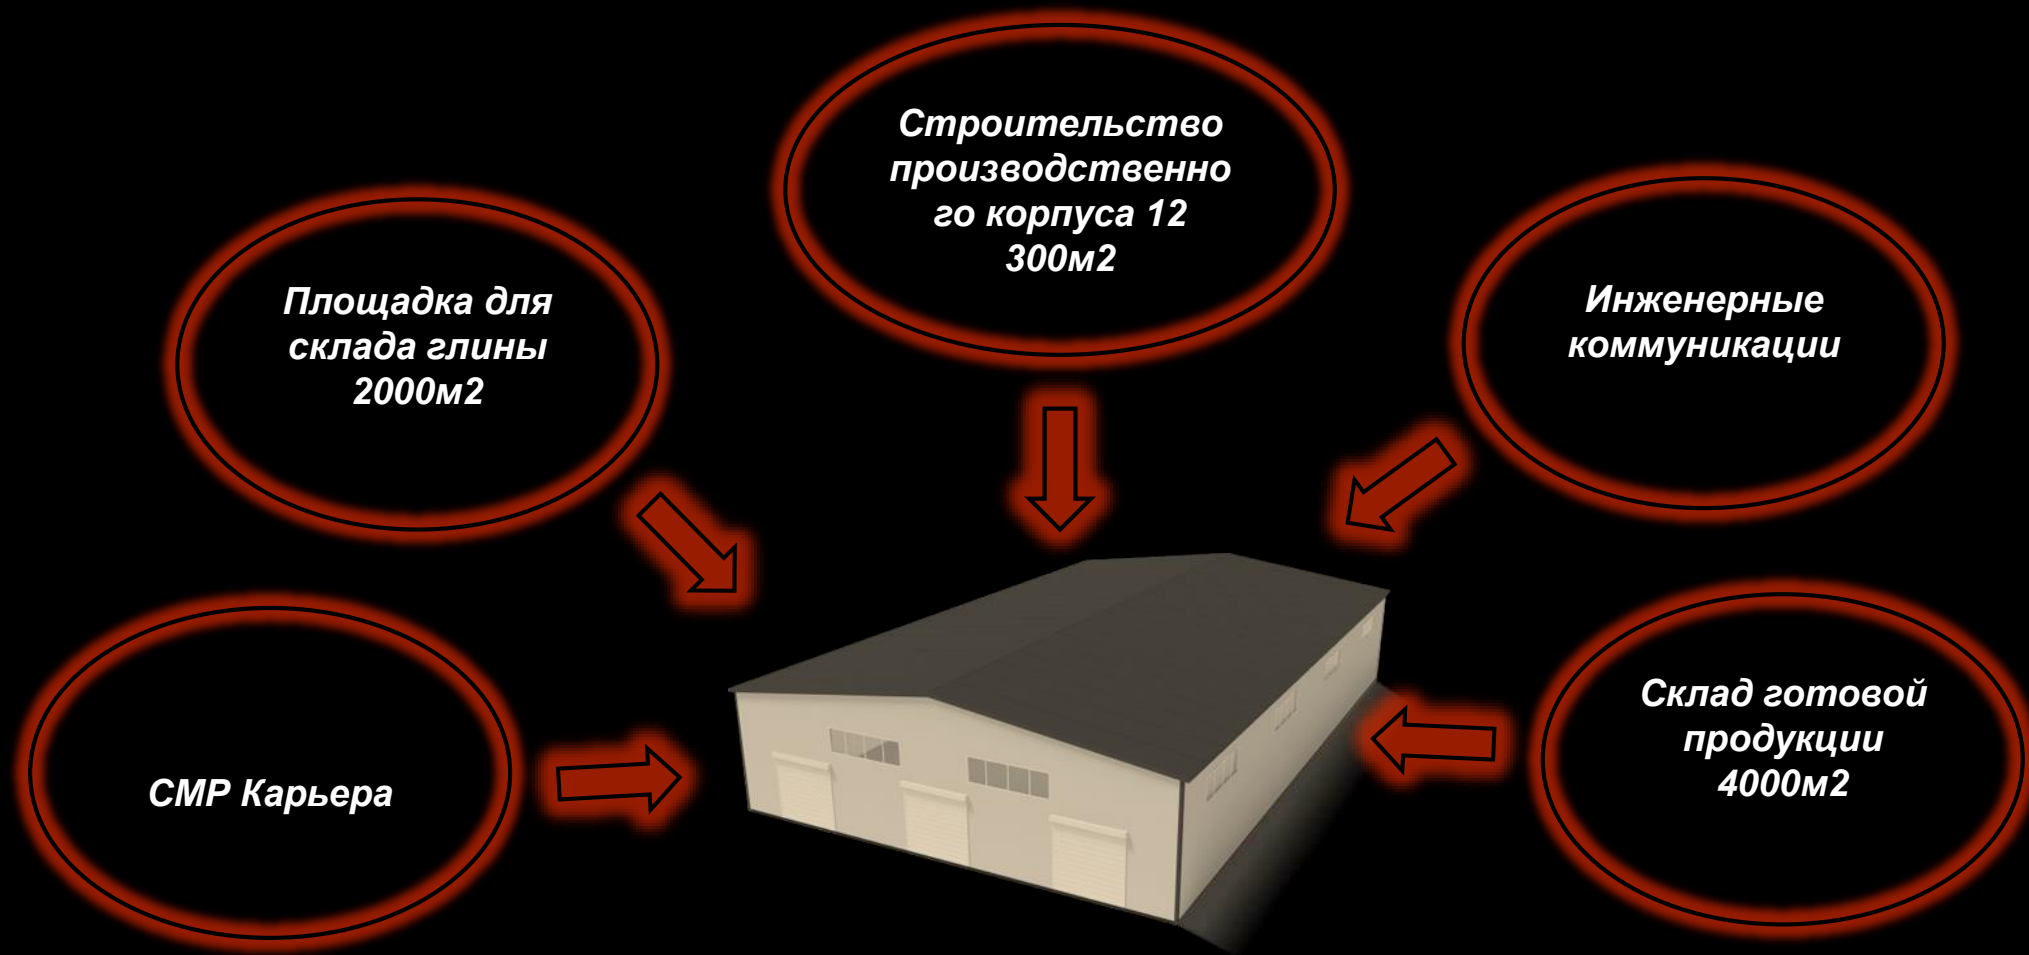 Строительство
производственно
го корпуса 12
300м2
Площадка для
склада глины
2000м2
Инженерные
коммуникации
СМР Карьера
Склад готовой
продукции
4000м2